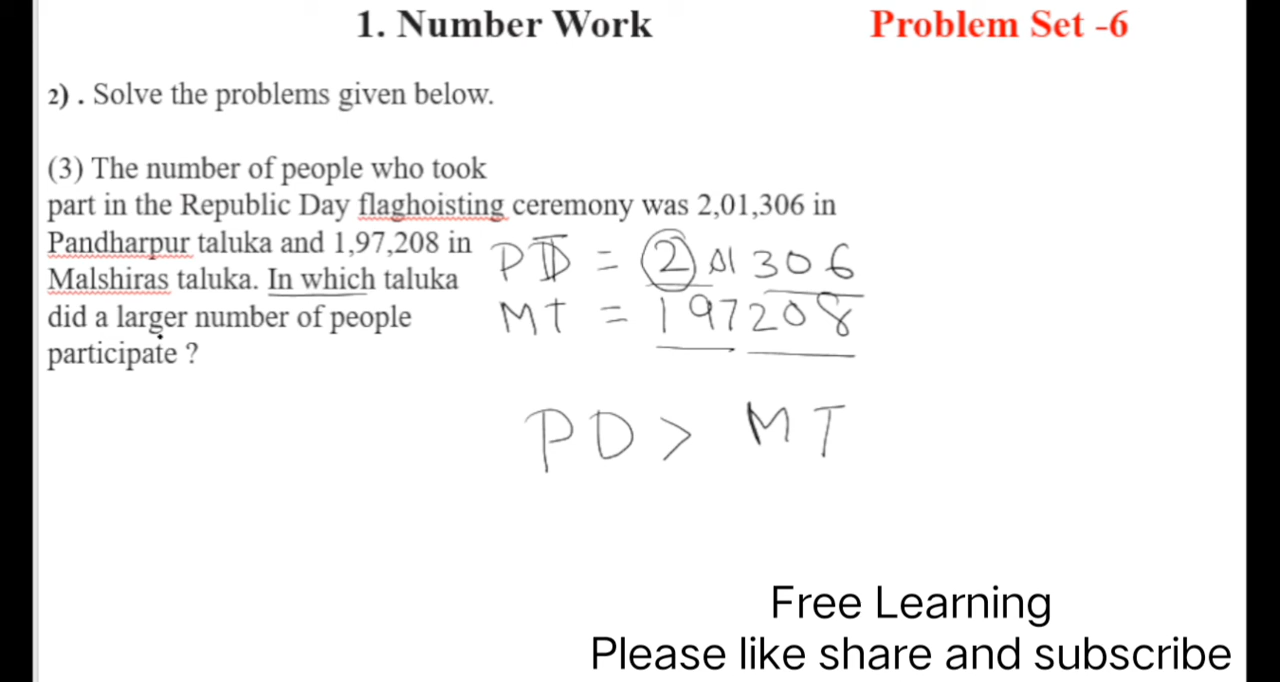 1. Number Work Problem Set -6
2) . Solve the problems given below.
(3) The number of people who took
part in the Republic Day flaghoisting ceremony was 2,01,306 in
Pandharpur taluka and 1,97,208 in
Malshiras taluka. In which taluka
did a larger number of people
participate ?
PD = 201306
MT = 197208
PD > MT
Free Learning
Please like share and subscribe